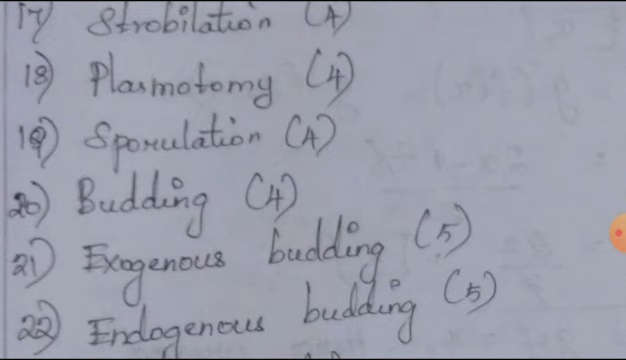 17) Strobilation (4)
18) Plasmotomy (4)
19) Sporulation (4)
20) Budding (4)
21) Exogenous budding (5)
22) Endogenous budding (5)